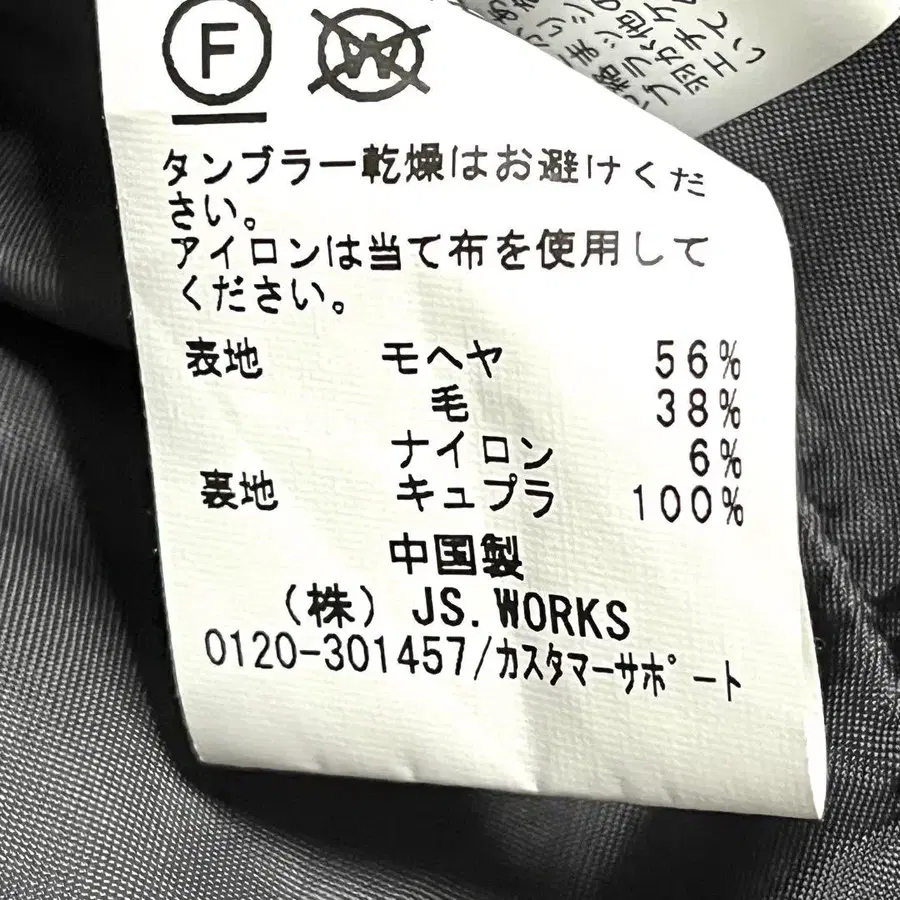 F
W
タンブラー乾燥はお避けくだ
さい。
アイロンは当て布を使用して
ください。
表地 モヘヤ 56%
毛 38%
ナイロン 6%
裏地 キュプラ 100%
中国製
(株) JS.WORKS
0120-301457/カスタマーサポート